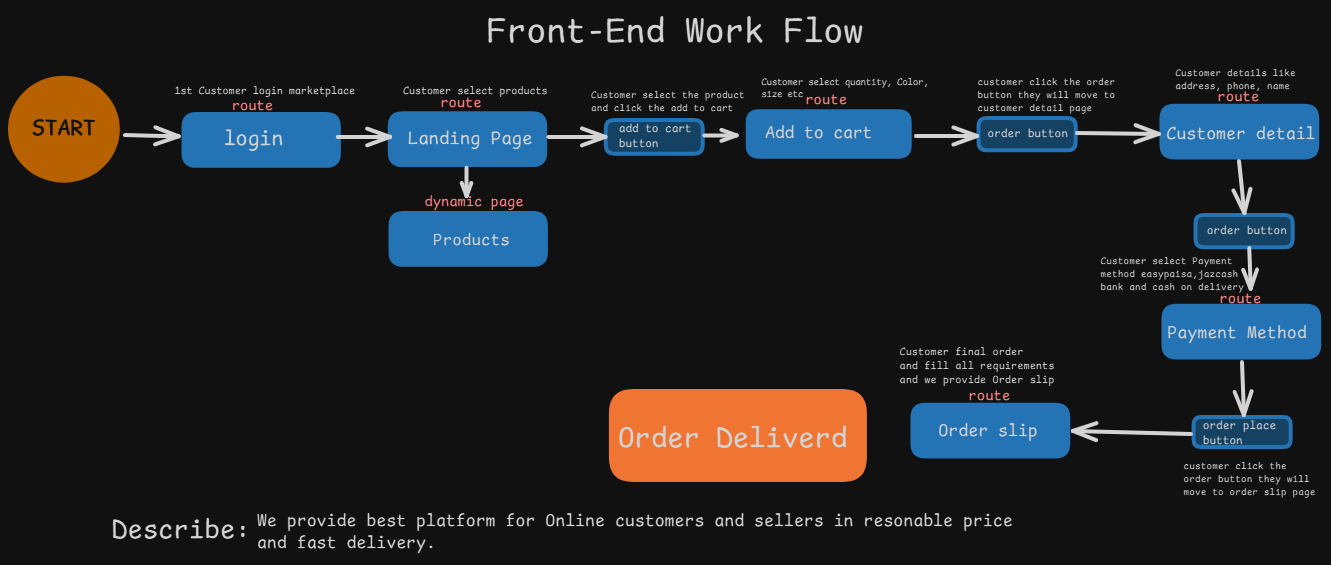 Front-End Work Flow
START
1st Customer login marketplace
route
login
Customer select products
route
Landing Page
dynamic page
Products
Customer select the product
and click the add to cart
add to cart
button
Customer select quantity, Color,
size etc
route
Add to cart
customer click the order
button they will move to
customer detail page
order button
Customer details like
address, phone, name
route
Customer detail
order button
Customer select Payment
method easypaisa,jazcash
bank and cash on delivery
route
Payment Method
order place
button
customer click the
order button they will
move to order slip page
Customer final order
and fill all requirements
and we provide Order slip
route
Order slip
Order Deliverd
Describe:
We provide best platform for Online customers and sellers in resonable price
and fast delivery.